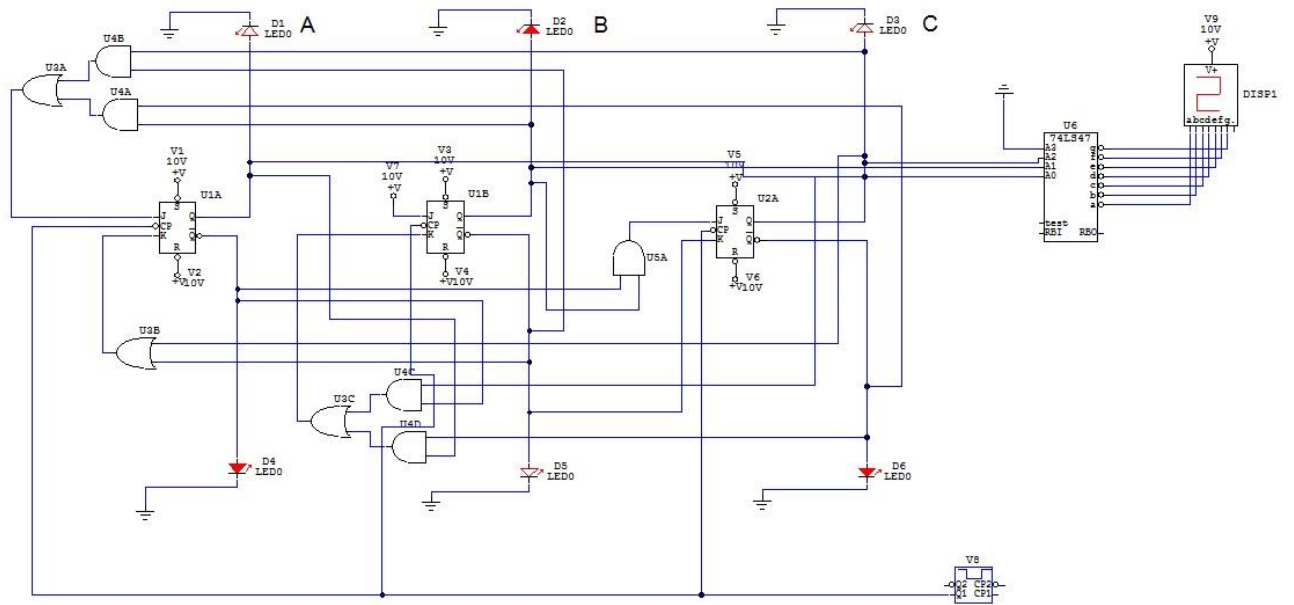 D1
LED0
A
D2
LED0
B
D3
LED0
C
V9
10V
+V
U4B
U3A
U4A
V+
DISP1
abcdefg.
U6
74LS47
A3
A2
A1
A0
g
f
e
d
c
b
a
test
RBI
RBO
V1
10V
+V
U1A
S
J
Q
CP
K
Q
R
V2
+V10V
V7
10V
+V
V3
10V
+V
U1B
S
J
Q
CP
K
Q
R
V4
+V10V
V5
+V
U2A
S
J
Q
CP
K
Q
R
V6
+V10V
U5A
U3B
U4C
U3C
U4D
D4
LED0
D5
LED0
D6
LED0
V8
Q2 CP2
Q1 CP1